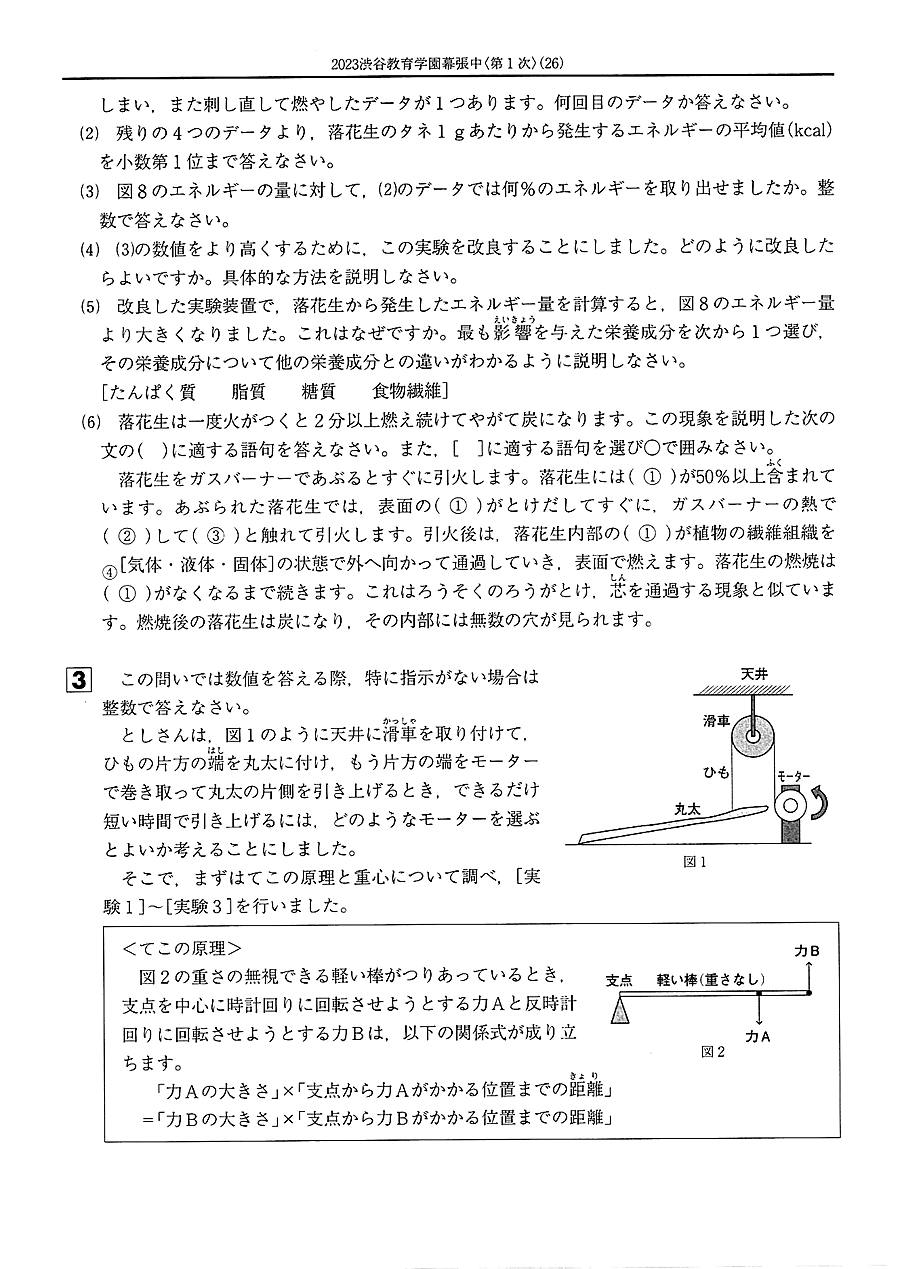 2023渋谷教育学園幕張中〈第1次〉(26)
しまい，また刺し直して燃やしたデータが1つあります。何回目のデータか答えなさい。
(2) 残りの4つのデータより，落花生のタネ1gあたりから発生するエネルギーの平均値(kcal)
を小数第1位まで答えなさい。
(3) 図8のエネルギーの量に対して，(2)のデータでは何%のエネルギーを取り出せましたか。整
数で答えなさい。
(4) (3)の数値をより高くするために，この実験を改良することにしました。どのように改良した
らよいですか。具体的な方法を説明しなさい。
(5) 改良した実験装置で，落花生から発生したエネルギー量を計算すると，図8のエネルギー量
より大きくなりました。これはなぜですか。最も影響を与えた栄養成分を次から1つ選び，
えいきょう
その栄養成分について他の栄養成分との違いがわかるように説明しなさい。
[たんぱく質　脂質　糖質　食物繊維]
(6) 落花生は一度火がつくと2分以上燃え続けてやがて炭になります。この現象を説明した次の
文の(　)に適する語句を答えなさい。また，[　]に適する語句を選び〇で囲みなさい。
落花生をガスバーナーであぶるとすぐに引火します。落花生には( ① )が50%以上含まれて
ふく
います。あぶられた落花生では，表面の( ① )がとけだしてすぐに，ガスバーナーの熱で
( ② )して( ③ )と触れて引火します。引火後は，落花生内部の( ① )が植物の繊維組織を
④[気体・液体・固体]の状態で外へ向かって通過していき，表面で燃えます。落花生の燃焼は
( ① )がなくなるまで続きます。これはろうそくのろうがとけ，芯を通過する現象と似ていま
しん
す。燃焼後の落花生は炭になり，その内部には無数の穴が見られます。
3 この問いでは数値を答える際，特に指示がない場合は
整数で答えなさい。
としさんは，図1のように天井に滑車を取り付けて，
かっしゃ
ひもの片方の端を丸太に付け，もう片方の端をモーター
はし
で巻き取って丸太の片側を引き上げるとき，できるだけ
短い時間で引き上げるには，どのようなモーターを選ぶ
とよいか考えることにしました。
そこで，まずはてこの原理と重心について調べ，[実
験1]～[実験3]を行いました。
天井
滑車
ひも
モーター
丸太
図1
＜てこの原理＞
図2の重さの無視できる軽い棒がつりあっているとき，
支点を中心に時計回りに回転させようとする力Aと反時計
回りに回転させようとする力Bは，以下の関係式が成り立
ちます。
「力Aの大きさ」×「支点から力Aがかかる位置までの距離」
きょり
=「力Bの大きさ」×「支点から力Bがかかる位置までの距離」
力B
支点　軽い棒(重さなし)
力A
図2